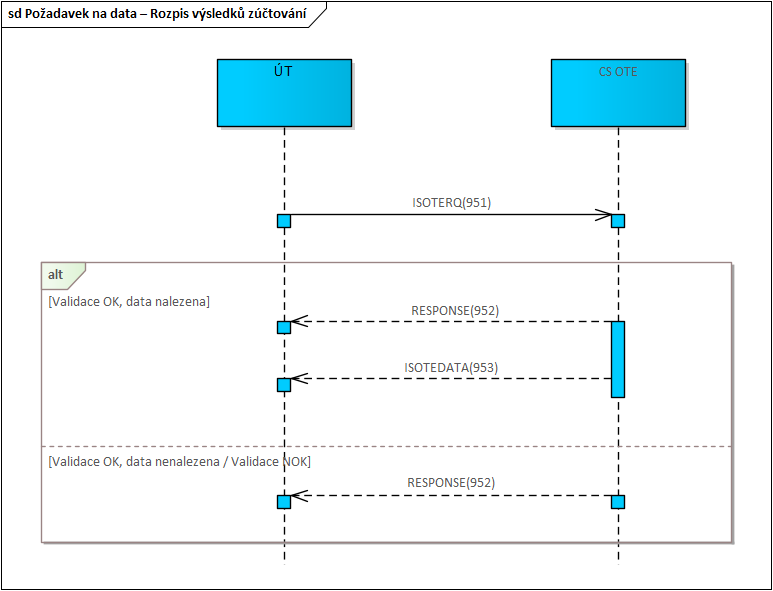 sd Požadavek na data – Rozpis výsledků zúčtování
ÚT
CS OTE
ISOTERQ(951)
alt
[Validace OK, data nalezena]
RESPONSE(952)
ISOTEDATA(953)
[Validace OK, data nenalezena / Validace NOK]
RESPONSE(952)